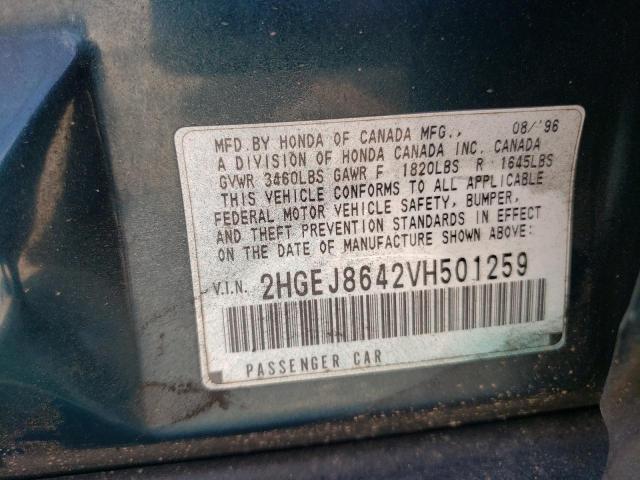 MFD. BY HONDA OF CANADA MFG., 08/'96
A DIVISION OF HONDA CANADA INC. CANADA
GVWR 3460LBS GAWR F 1820LBS R 1645LBS
THIS VEHICLE CONFORMS TO ALL APPLICABLE
FEDERAL MOTOR VEHICLE SAFETY, BUMPER,
AND THEFT PREVENTION STANDARDS IN EFFECT
ON THE DATE OF MANUFACTURE SHOWN ABOVE:
V.I.N. 2HGEJ8642VH501259
PASSENGER CAR